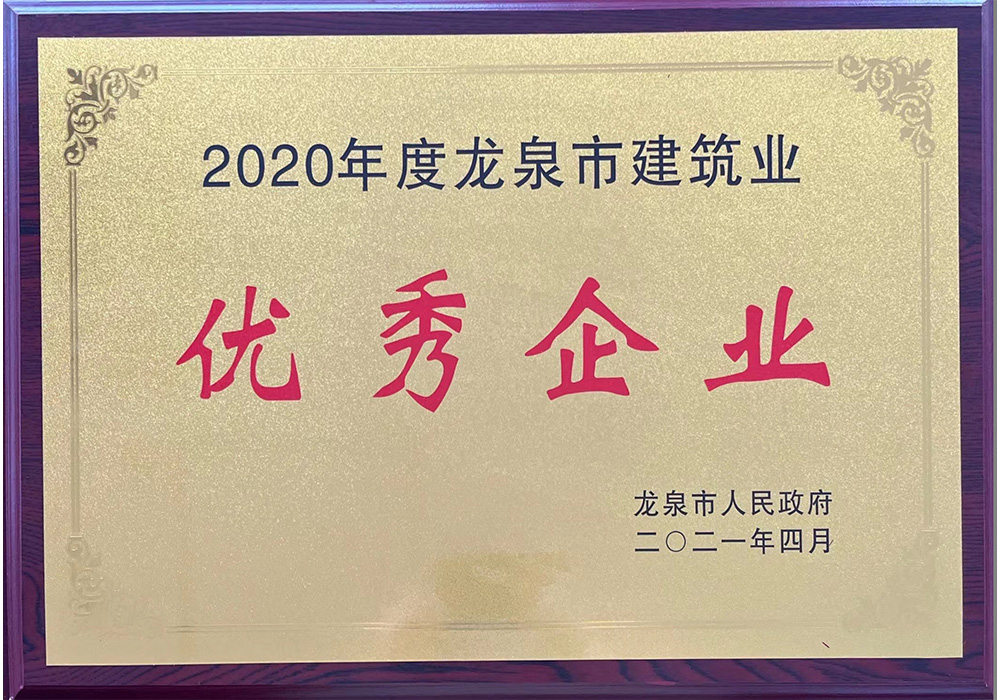 2020年度龙泉市建筑业
优秀企业
龙泉市人民政府
二〇二一年四月